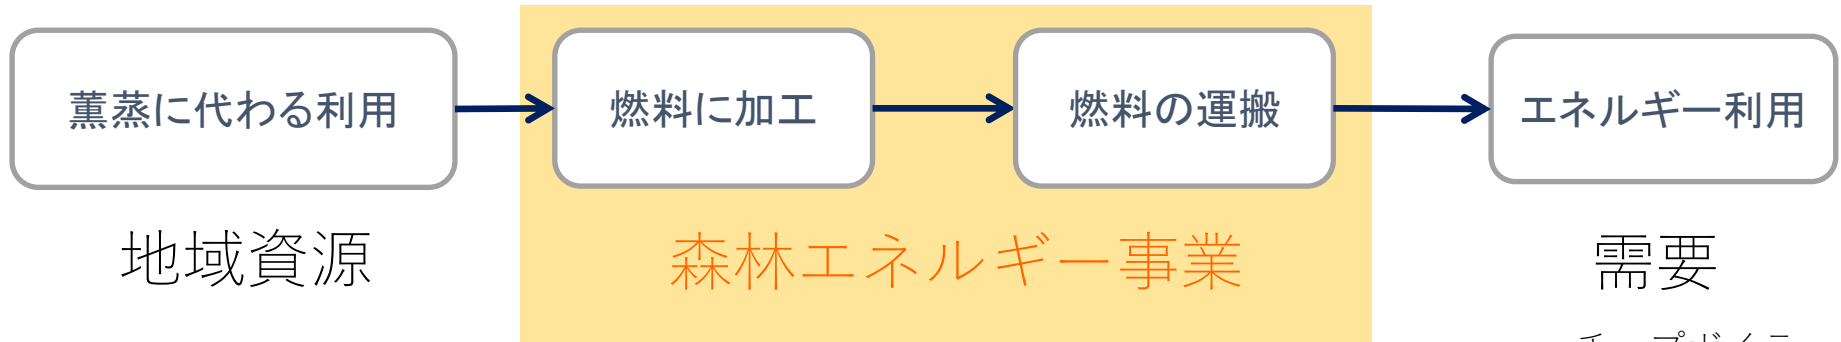 薫蒸に代わる利用
燃料に加工
燃料の運搬
エネルギー利用
地域資源
森林エネルギー事業
需要